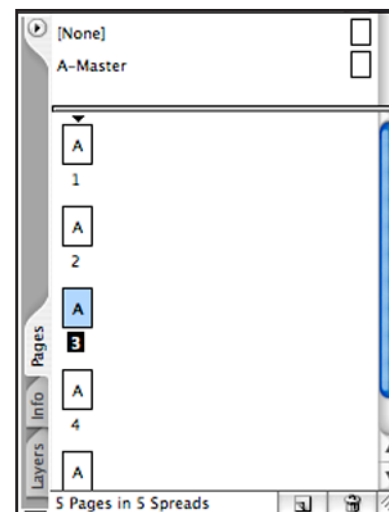 [None]
A-Master
A
1
A
2
A
3
A
4
A
5 Pages in 5 Spreads
Pages
Info
Layers